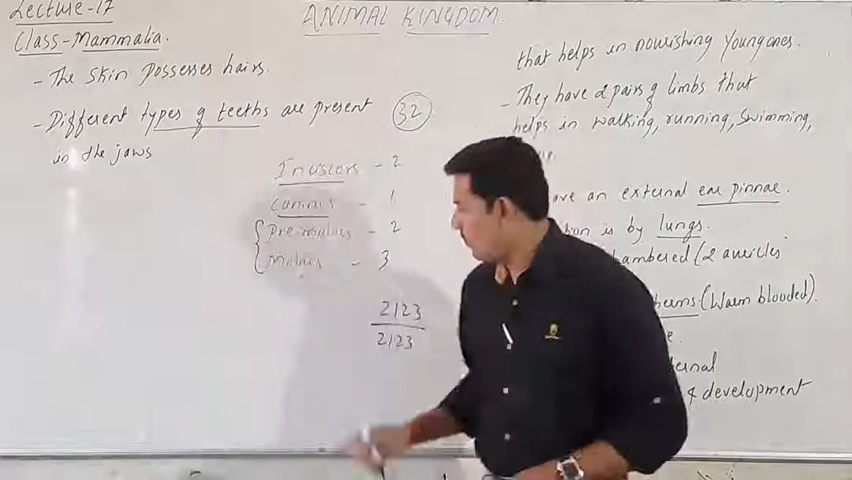 Lecture-17
ANIMAL KINGDOM.
Class-Mammalia.
- The skin possesses hairs.
- Different types of teeths are present 32
in the jaws
Incisors - 2
canines - 1
Pre-molars - 2
Molars - 3
2123
2123
that helps in nourishing young ones.
- They have 2 pairs of limbs that
helps in walking, running, swimming,
ave an external ear pinnae.
tion is by lungs.
hambered (2 auricles
(Warm blooded).
& development